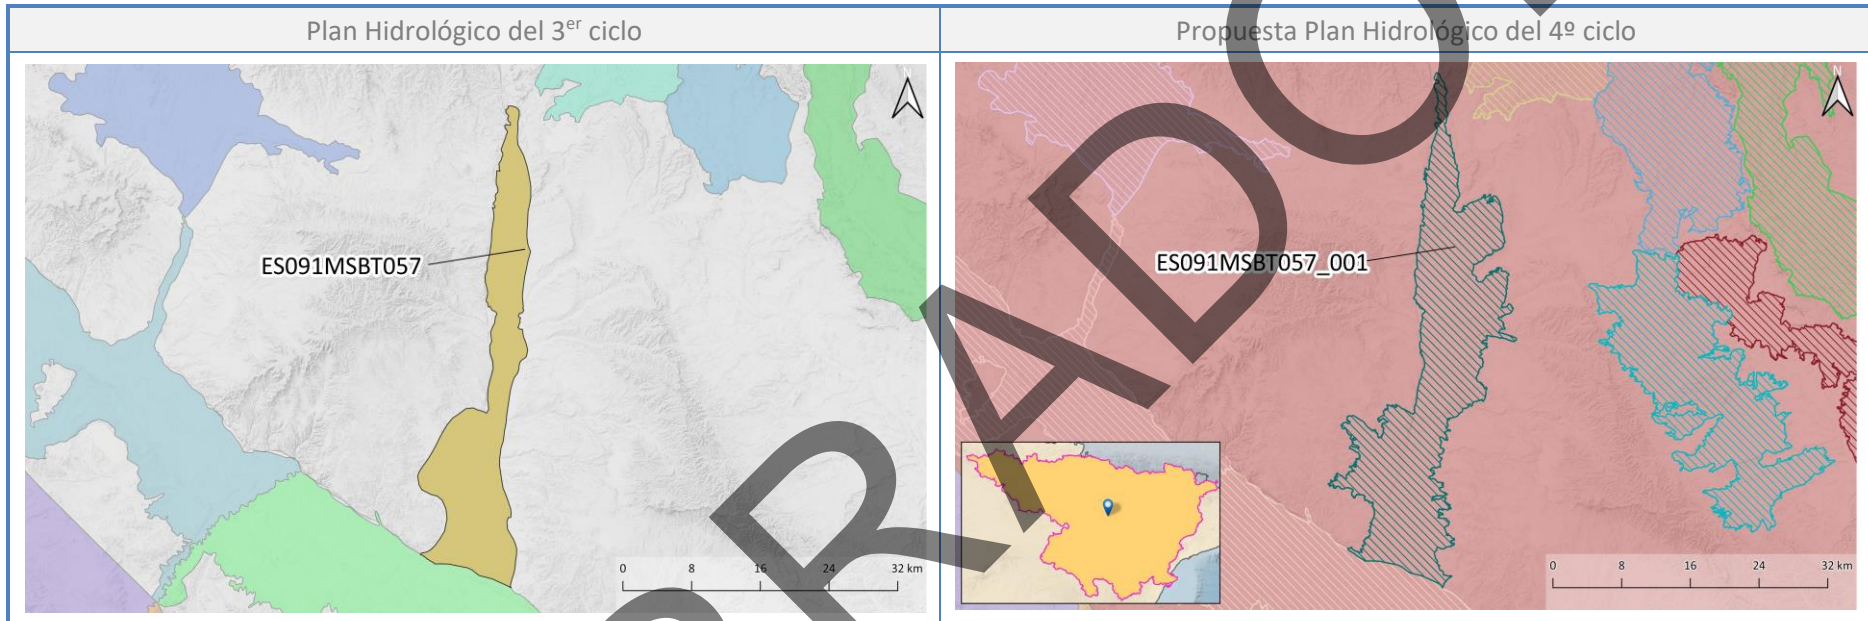 Plan Hidrológico del 3er ciclo
Propuesta Plan Hidrológico del 4º ciclo
N
N
ES091MSBT057
ES091MSBT057_001
0 8 16 24 32 km
0 8 16 24 32 km
RADO